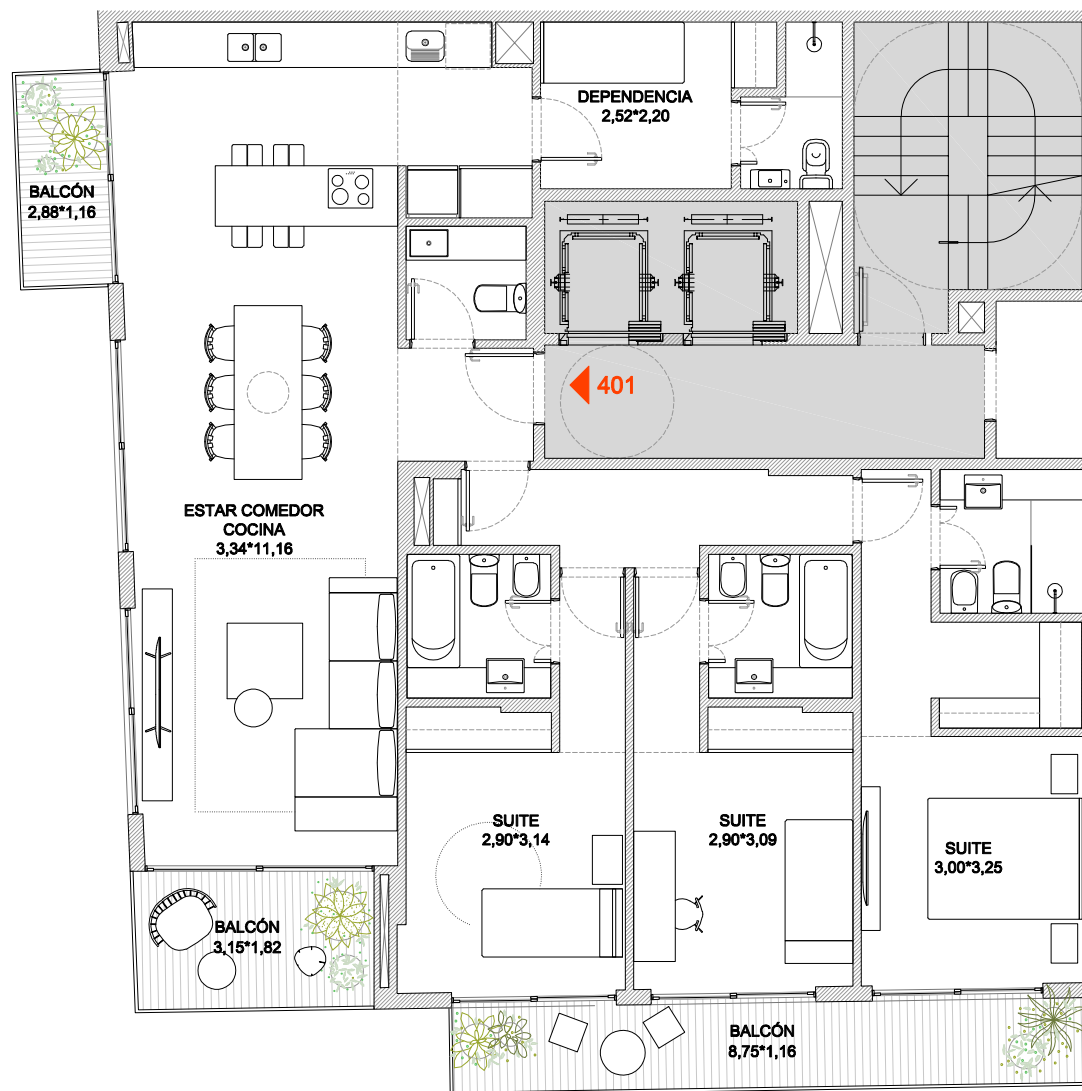 DEPENDENCIA
2,52*2,20
BALCÓN
2,88*1,16
401
ESTAR COMEDOR
COCINA
3,34*11,16
SUITE
2,90*3,14
SUITE
2,90*3,09
SUITE
3,00*3,25
BALCÓN
3,15*1,82
BALCÓN
8,75*1,16